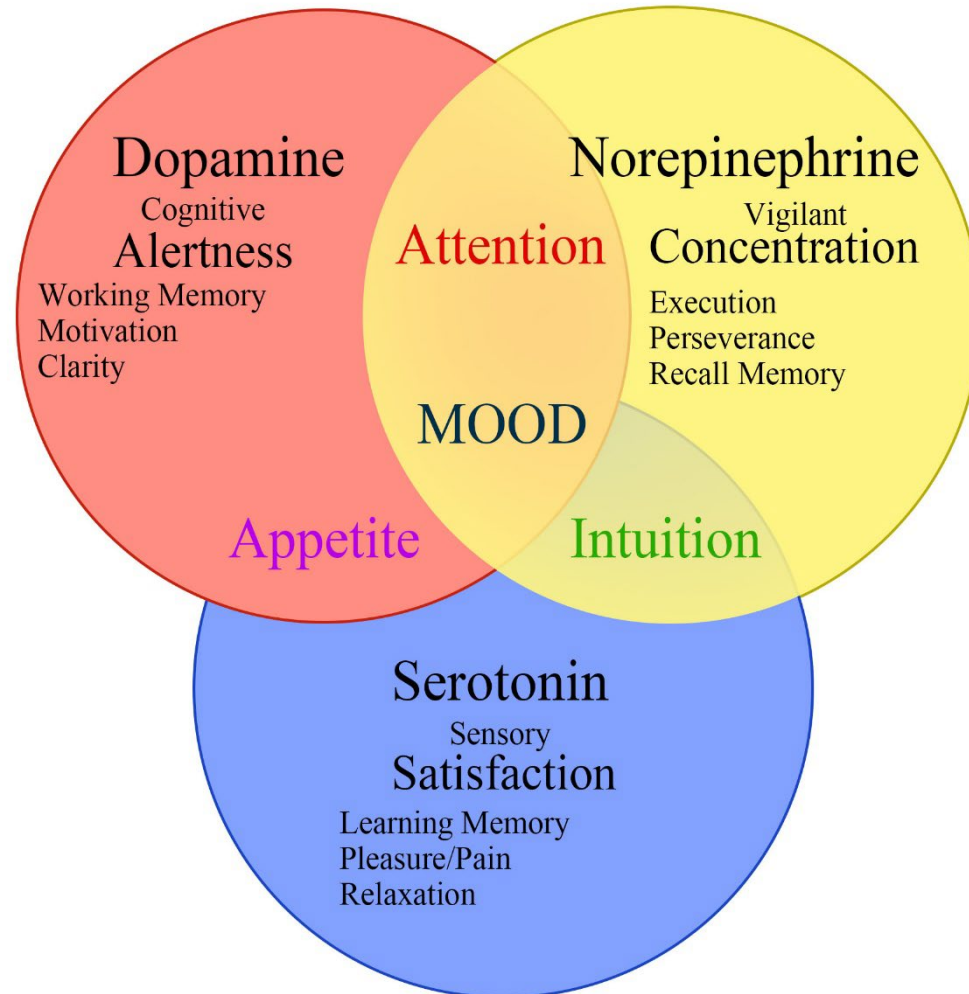 Dopamine
Cognitive
Alertness
Working Memory
Motivation
Clarity
Norepinephrine
Vigilant
Concentration
Execution
Perseverance
Recall Memory
Attention
MOOD
Appetite
Intuition
Serotonin
Sensory
Satisfaction
Learning Memory
Pleasure/Pain
Relaxation